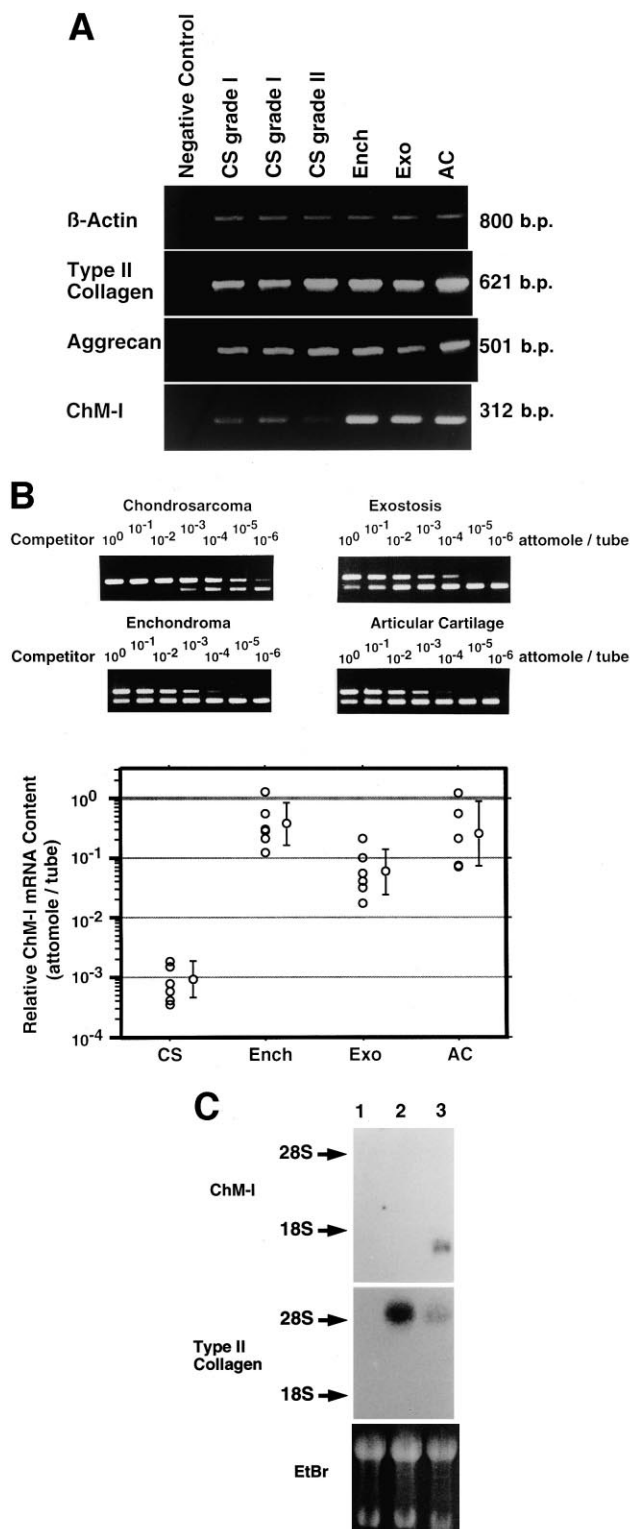 A
Negative Control
CS grade I
CS grade I
CS grade II
Ench
Exo
AC
ß-Actin
800 b.p.
Type II
Collagen
621 b.p.
Aggrecan
501 b.p.
ChM-I
312 b.p.
B
Chondrosarcoma
Competitor
10⁰ 10⁻¹ 10⁻² 10⁻³ 10⁻⁴ 10⁻⁵ 10⁻⁶
Exostosis
10⁰ 10⁻¹ 10⁻² 10⁻³ 10⁻⁴ 10⁻⁵ 10⁻⁶
attomole / tube
Enchondroma
Competitor
10⁰ 10⁻¹ 10⁻² 10⁻³ 10⁻⁴ 10⁻⁵ 10⁻⁶
Articular Cartilage
10⁰ 10⁻¹ 10⁻² 10⁻³ 10⁻⁴ 10⁻⁵ 10⁻⁶
attomole / tube
Relative ChM-I mRNA Content
(attomole / tube)
10⁰
10⁻¹
10⁻²
10⁻³
10⁻⁴
CS Ench Exo AC
C
1 2 3
28S
ChM-I
18S
28S
Type II
Collagen
18S
EtBr